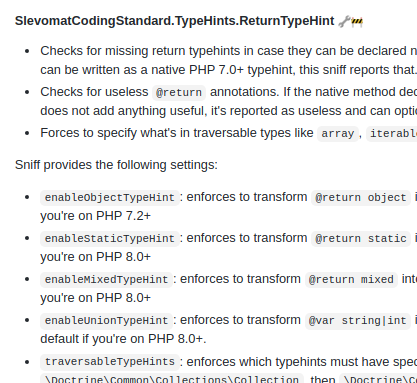 SlevomatCodingStandard.TypeHints.ReturnTypeHint
Checks for missing return typehints in case they can be declared n
can be written as a native PHP 7.0+ typehint, this sniff reports that.
Checks for useless @return annotations. If the native method dec
does not add anything useful, it's reported as useless and can opti
Forces to specify what's in traversable types like array, iterable
Sniff provides the following settings:
enableObjectTypeHint: enforces to transform @return object i
you're on PHP 7.2+
enableStaticTypeHint: enforces to transform @return static i
you're on PHP 8.0+
enableMixedTypeHint: enforces to transform @return mixed into
you're on PHP 8.0+
enableUnionTypeHint: enforces to transform @var string|int i
default if you're on PHP 8.0+.
traversableTypeHints: enforces which typehints must have spec
\Doctrine\Common\Collections\Collection, then \Doctrine\C